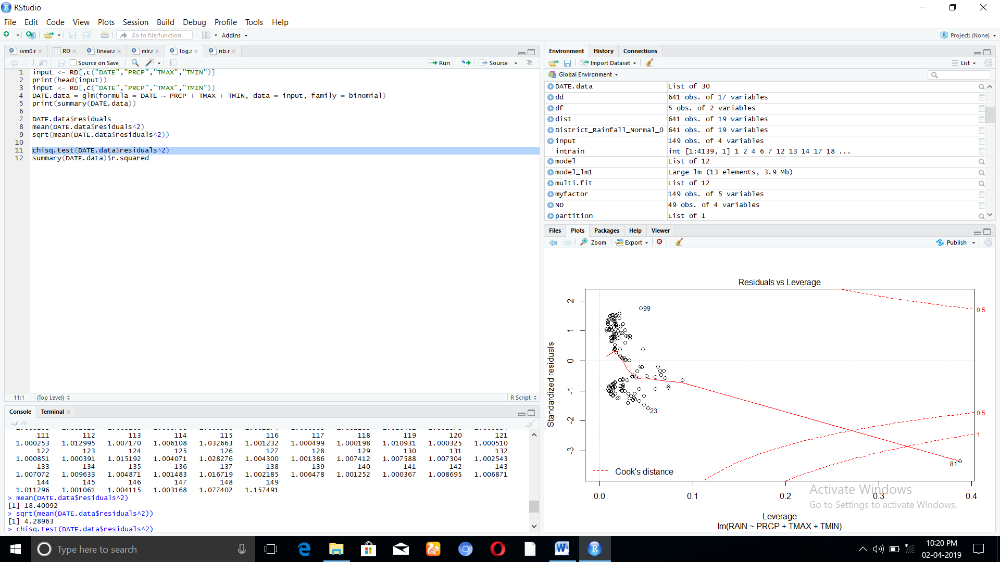 RStudio
File Edit Code View Plots Session Build Debug Profile Tools Help
Go to file/function Addins Project: (None)
svm0.r RD linear.r mlr.r log.r nb.r
Source on Save Run Source
1 input <- RD[,c("DATE","PRCP","TMAX","TMIN")]
2 print(head(input))
3 input <- RD[,c("DATE","PRCP","TMAX","TMIN")]
4 DATE.data = glm(formula = DATE ~ PRCP + TMAX + TMIN, data = input, family = binomial)
5 print(summary(DATE.data))
6
7 DATE.data$residuals
8 mean(DATE.data$residuals^2)
9 sqrt(mean(DATE.data$residuals^2))
10
11 chisq.test(DATE.data$residuals^2)
12 summary(DATE.data)$r.squared
11:1 (Top Level) R Script
Console Terminal
~/
111 112 113 114 115 116 117 118 119 120 121
1.000253 1.012995 1.007170 1.006108 1.032663 1.001232 1.000499 1.000198 1.010931 1.000325 1.000510
122 123 124 125 126 127 128 129 130 131 132
1.000851 1.000391 1.015192 1.004071 1.028276 1.004300 1.001386 1.007412 1.007588 1.007304 1.002543
133 134 135 136 137 138 139 140 141 142 143
1.007072 1.009633 1.004871 1.001483 1.016719 1.002185 1.006478 1.001252 1.000367 1.008695 1.006871
144 145 146 147 148 149
1.011296 1.001061 1.004115 1.003168 1.077402 1.157491
> mean(DATE.data$residuals^2)
[1] 18.40092
> sqrt(mean(DATE.data$residuals^2))
[1] 4.28963
> chisq.test(DATE.data$residuals^2)
Environment History Connections
Import Dataset List
Global Environment
DATE.data List of 30
dd 641 obs. of 17 variables
df 5 obs. of 2 variables
dist 641 obs. of 19 variables
District_Rainfall_Normal_0 641 obs. of 19 variables
input 149 obs. of 4 variables
intrain int [1:4139, 1] 1 2 4 6 7 12 13 14 17 18 ...
model List of 12
model_lm1 Large lm (13 elements, 3.9 Mb)
multi.fit List of 12
myfactor 149 obs. of 5 variables
ND 49 obs. of 4 variables
partition List of 1
Files Plots Packages Help Viewer
Zoom Export Publish
Residuals vs Leverage
Standardized residuals
2
1
0
-1
-2
-3
99
23
81
0.5
0.5
1
Cook's distance
0.0 0.1 0.2 0.3 0.4
Leverage
lm(RAIN ~ PRCP + TMAX + TMIN)
Activate Windows
Go to Settings to activate Windows.
Type here to search
10:20 PM
02-04-2019